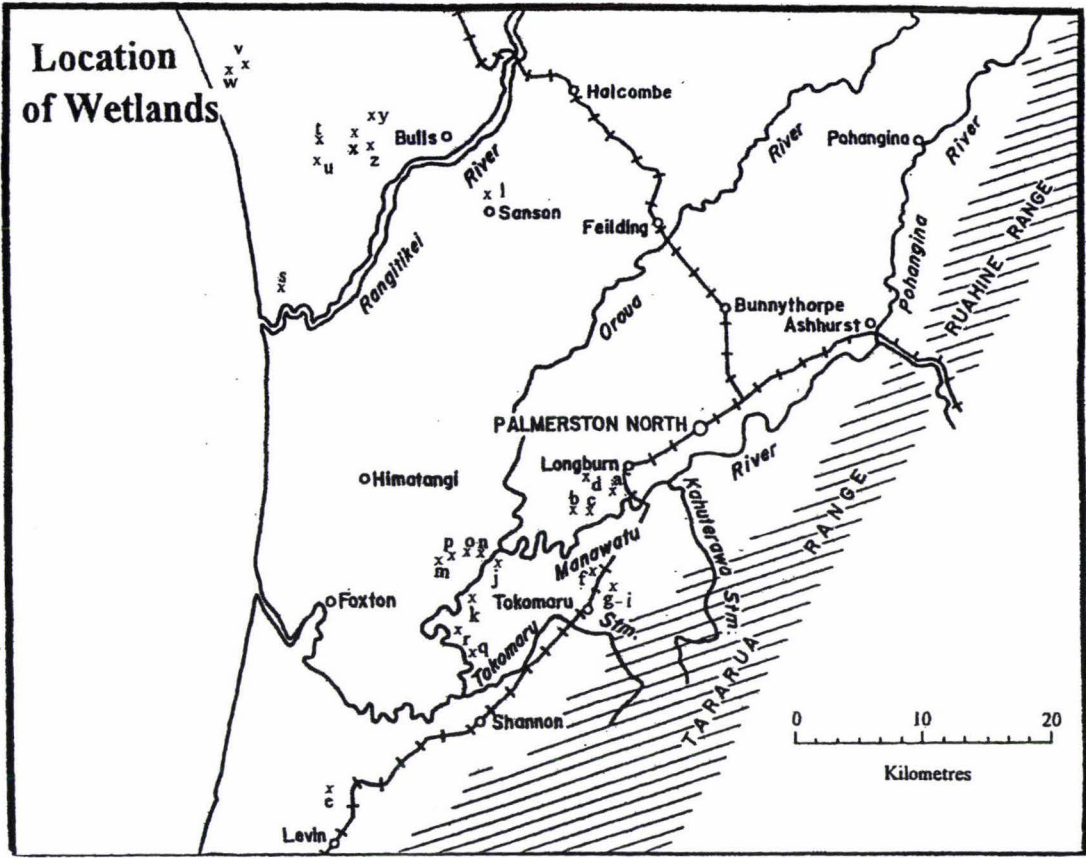 Location
of Wetlands
v
x
x
w
xy
t
x
x
x
x
z
x
u
Bulls
River
Halcombe
River
Pohangina
River
x l
Sanson
Rangitikei
Feilding
s
x
Oroua
Bunnythorpe
Ashhurst
Pohangina
RUAHINE RANGE
PALMERSTON NORTH
Longburn
River
Himatangi
x
d
a
x
b
x
c
x
Kahuterawa
Stm.
Manawatu
p
o
n
x
x
x
x
m
x
j
f
x
x
g-i
Foxton
x
k
Tokomaru
Stm.
x
r
x
q
Tokomaru
Shannon
TARARUA RANGE
0 10 20
Kilometres
x
e
Levin